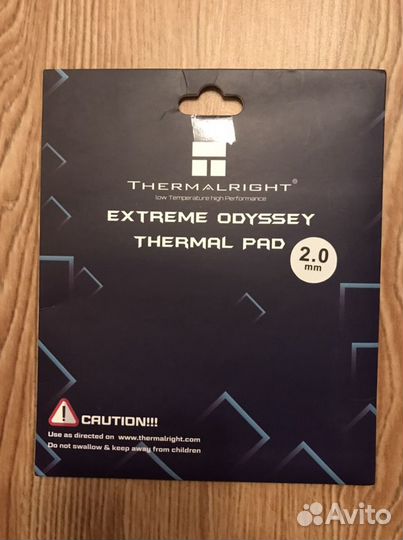 THERMALRIGHT®
low Temperature high Performance
EXTREME ODYSSEY
THERMAL PAD
2.0
mm
CAUTION!!!
Use as directed on www.thermalright.com
Do not swallow & keep away from children
Avito